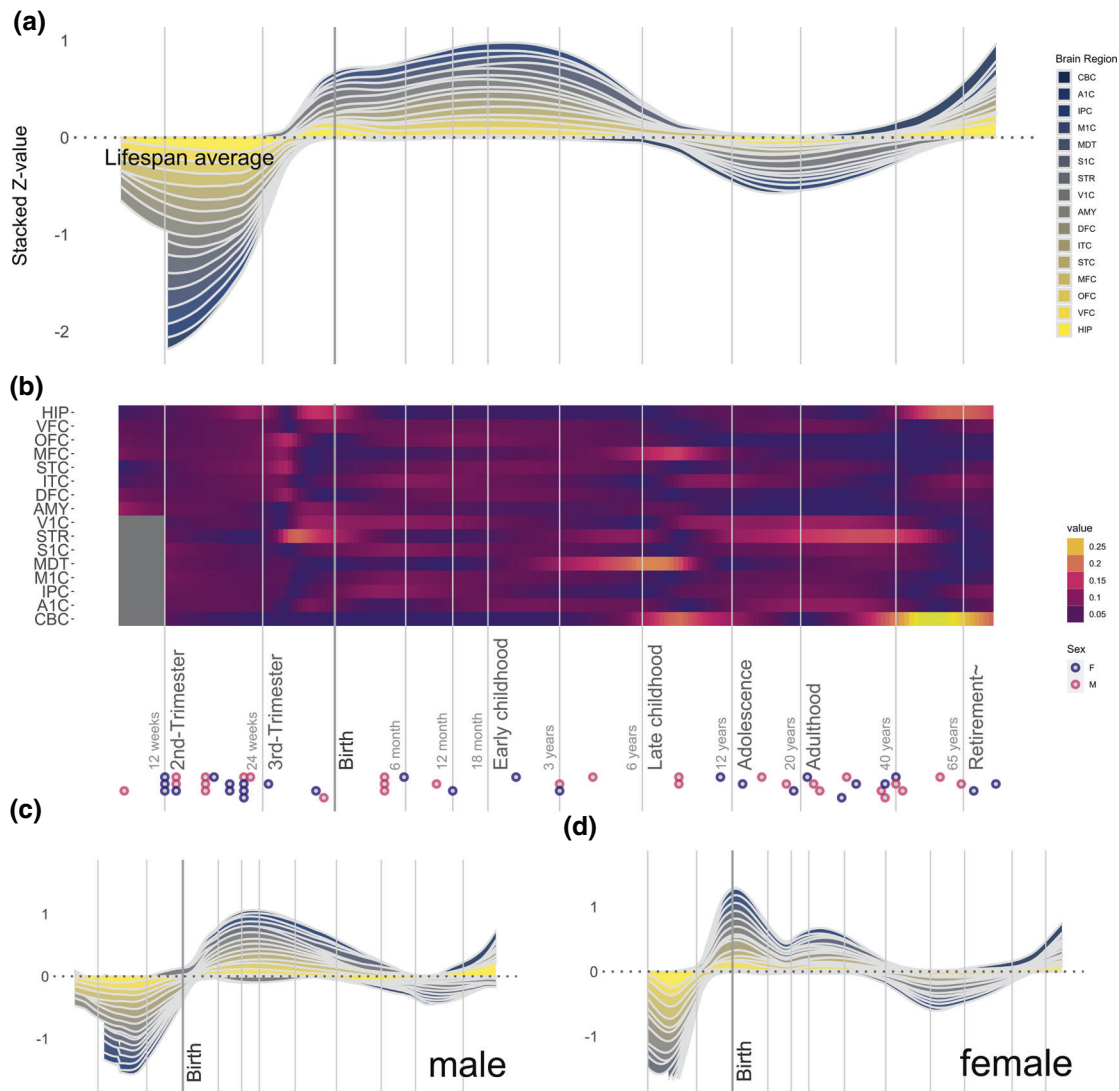 (a)
1
0
-1
-2
Stacked Z-value
Lifespan average
Brain Region
CBC
A1C
IPC
M1C
MDT
S1C
STR
V1C
AMY
DFC
ITC
STC
MFC
OFC
VFC
HIP
(b)
HIP-
VFC-
OFC-
MFC-
STC-
ITC-
DFC-
AMY-
V1C-
STR-
S1C-
MDT-
M1C-
IPC-
A1C-
CBC-
value
0.25
0.2
0.15
0.1
0.05
Sex
F
M
12 weeks
2nd-Trimester
24 weeks
3rd-Trimester
Birth
6 month
12 month
18 month
Early childhood
3 years
6 years
Late childhood
12 years
Adolescence
20 years
Adulthood
40 years
65 years
Retirement~
(c)
1
0
-1
Birth
male
(d)
1
0
-1
Birth
female